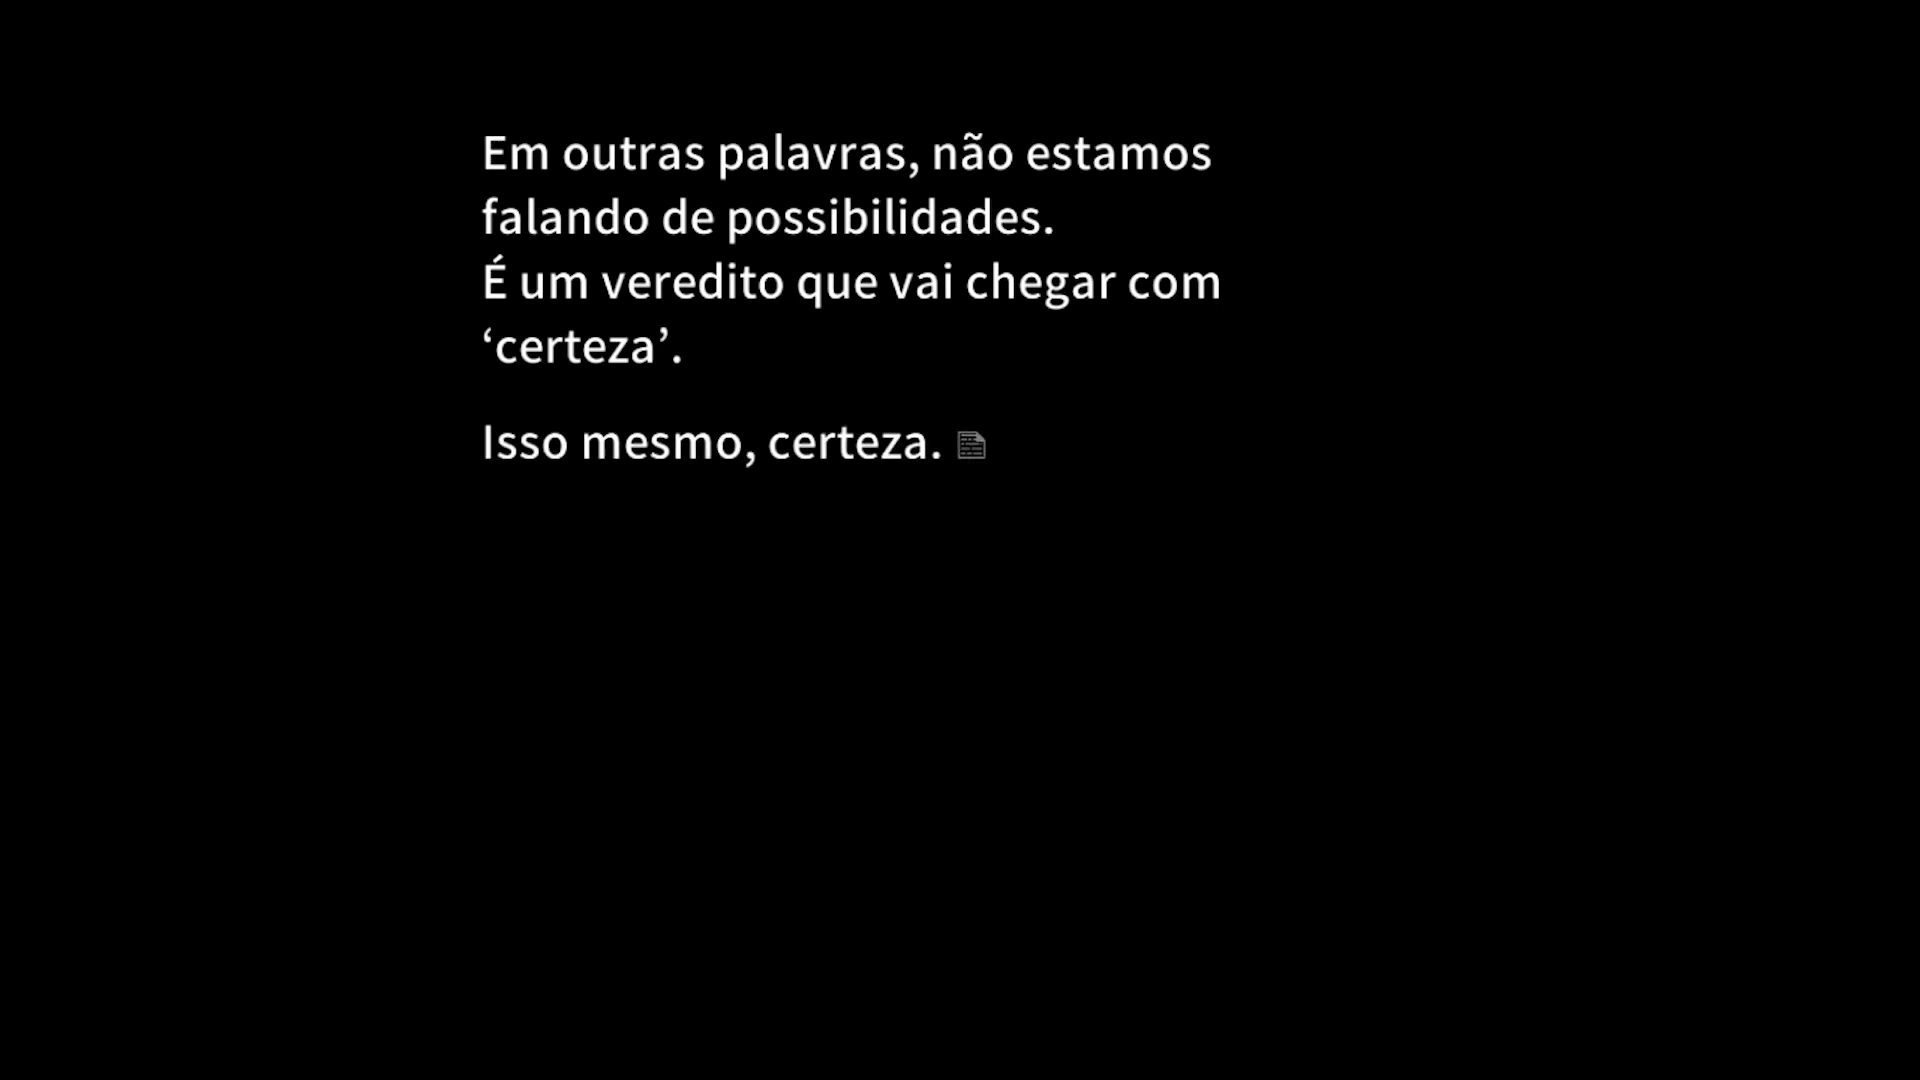 Em outras palavras, não estamos
falando de possibilidades.
É um veredito que vai chegar com
‘certeza’.
Isso mesmo, certeza.